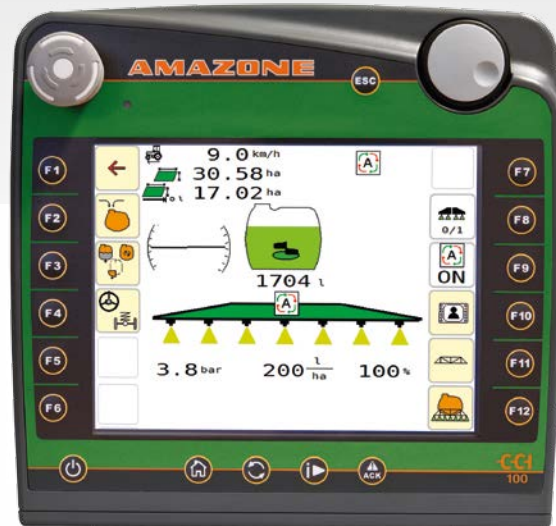 AMAZONE
ESC
F1
F2
F3
F4
F5
F6
9.0 km/h
30.58 ha
17.02 ha
A
1704 l
A
3.8 bar
200 l
ha
100 %
0/1
A
ON
F7
F8
F9
F10
F11
F12
i
ACK
CCI
100